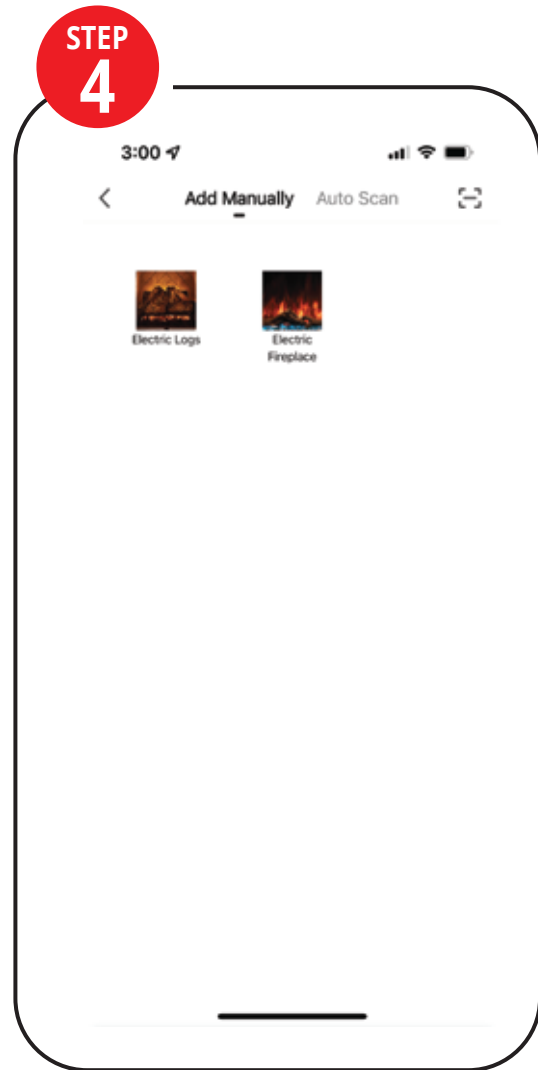 STEP
4
3:00
Add Manually Auto Scan
Electric Logs Electric
Fireplace